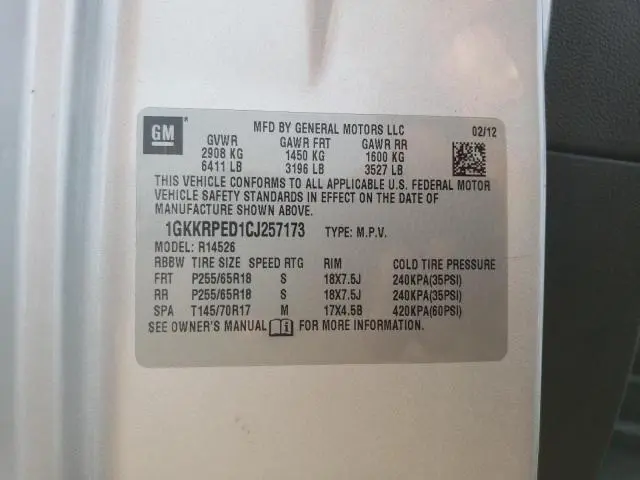 GM
MFD BY GENERAL MOTORS LLC 02/12
GVWR GAWR FRT GAWR RR
2908 KG 1450 KG 1600 KG
6411 LB 3196 LB 3527 LB
THIS VEHICLE CONFORMS TO ALL APPLICABLE U.S. FEDERAL MOTOR
VEHICLE SAFETY STANDARDS IN EFFECT ON THE DATE OF
MANUFACTURE SHOWN ABOVE.
1GKKRPED1CJ257173 TYPE: M.P.V.
MODEL: R14526
RBBW TIRE SIZE SPEED RTG RIM COLD TIRE PRESSURE
FRT P255/65R18 S 18X7.5J 240KPA(35PSI)
RR P255/65R18 S 18X7.5J 240KPA(35PSI)
SPA T145/70R17 M 17X4.5B 420KPA(60PSI)
SEE OWNER'S MANUAL i FOR MORE INFORMATION.